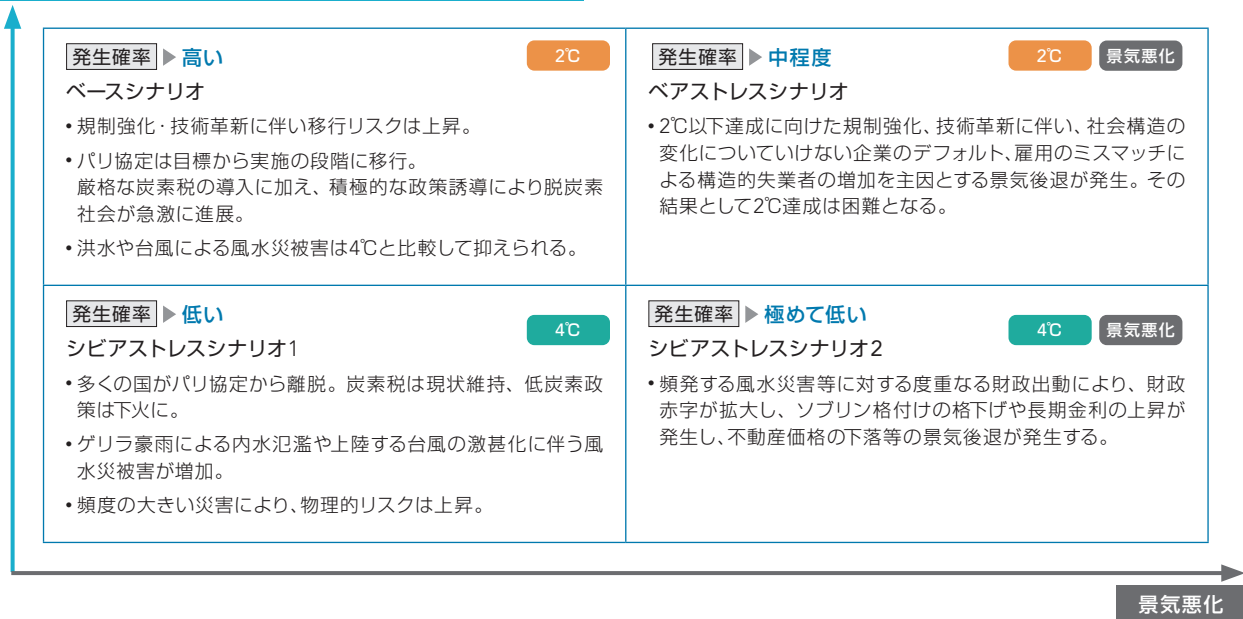 発生確率 ▶ 高い
2℃
ベースシナリオ
• 規制強化・技術革新に伴い移行リスクは上昇。
• パリ協定は目標から実施の段階に移行。
厳格な炭素税の導入に加え、積極的な政策誘導により脱炭素
社会が急激に進展。
• 洪水や台風による風水災被害は4℃と比較して抑えられる。
発生確率 ▶ 中程度
2℃
景気悪化
ベアストレスシナリオ
• 2℃以下達成に向けた規制強化、技術革新に伴い、社会構造の
変化についていけない企業のデフォルト、雇用のミスマッチに
よる構造的失業者の増加を主因とする景気後退が発生。その
結果として2℃達成は困難となる。
発生確率 ▶ 低い
4℃
シビアストレスシナリオ1
• 多くの国がパリ協定から離脱。炭素税は現状維持、低炭素政
策は下火に。
• ゲリラ豪雨による内水氾濫や上陸する台風の激甚化に伴う風
水災被害が増加。
• 頻度の大きい災害により、物理的リスクは上昇。
発生確率 ▶ 極めて低い
4℃
景気悪化
シビアストレスシナリオ2
• 頻発する風水災害等に対する度重なる財政出動により、財政
赤字が拡大し、ソブリン格付けの格下げや長期金利の上昇が
発生し、不動産価格の下落等の景気後退が発生する。
景気悪化